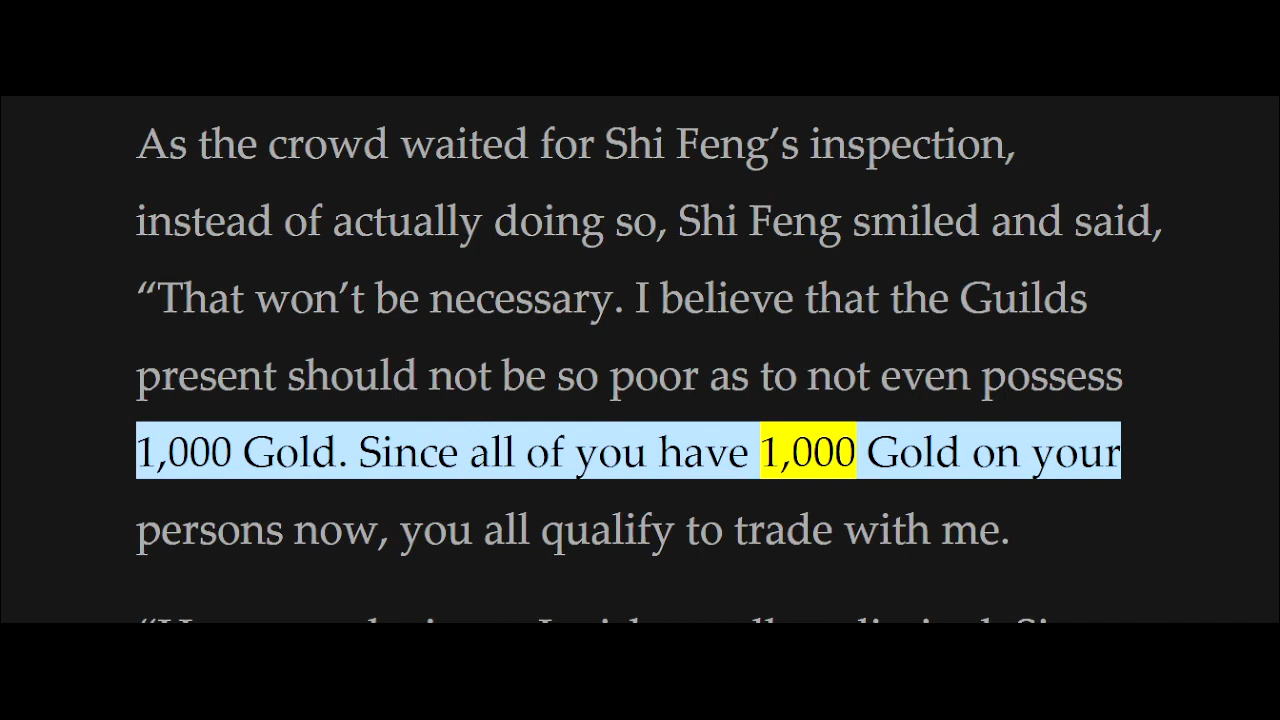 As the crowd waited for Shi Feng’s inspection,
instead of actually doing so, Shi Feng smiled and said,
“That won’t be necessary. I believe that the Guilds
present should not be so poor as to not even possess
1,000 Gold. Since all of you have 1,000 Gold on your
persons now, you all qualify to trade with me.